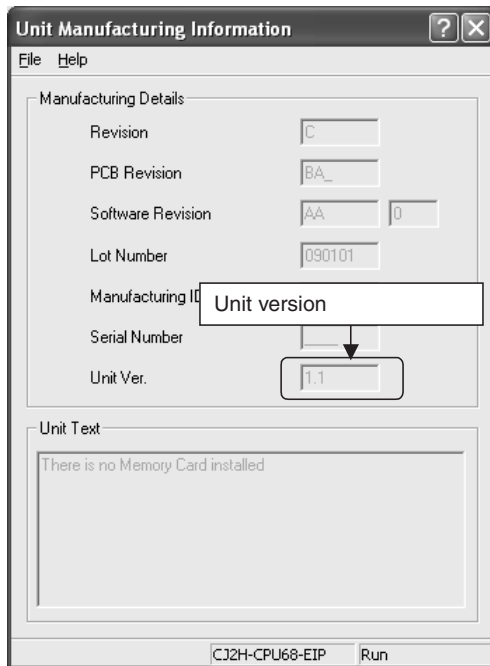 Unit Manufacturing Information
File Help
Manufacturing Details
Revision C
PCB Revision BA_
Software Revision AA 0
Lot Number 090101
Manufacturing ID
Unit version
Serial Number ____
Unit Ver. 1.1
Unit Text
There is no Memory Card installed
CJ2H-CPU68-EIP Run